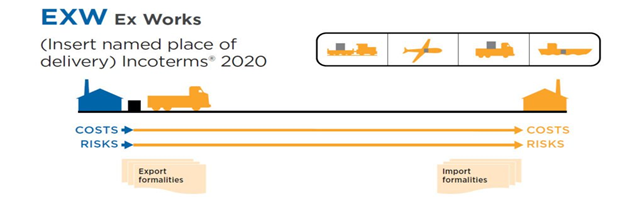 EXW Ex Works
(Insert named place of
delivery) Incoterms® 2020
COSTS COSTS
RISKS RISKS
Export
formalities
Import
formalities